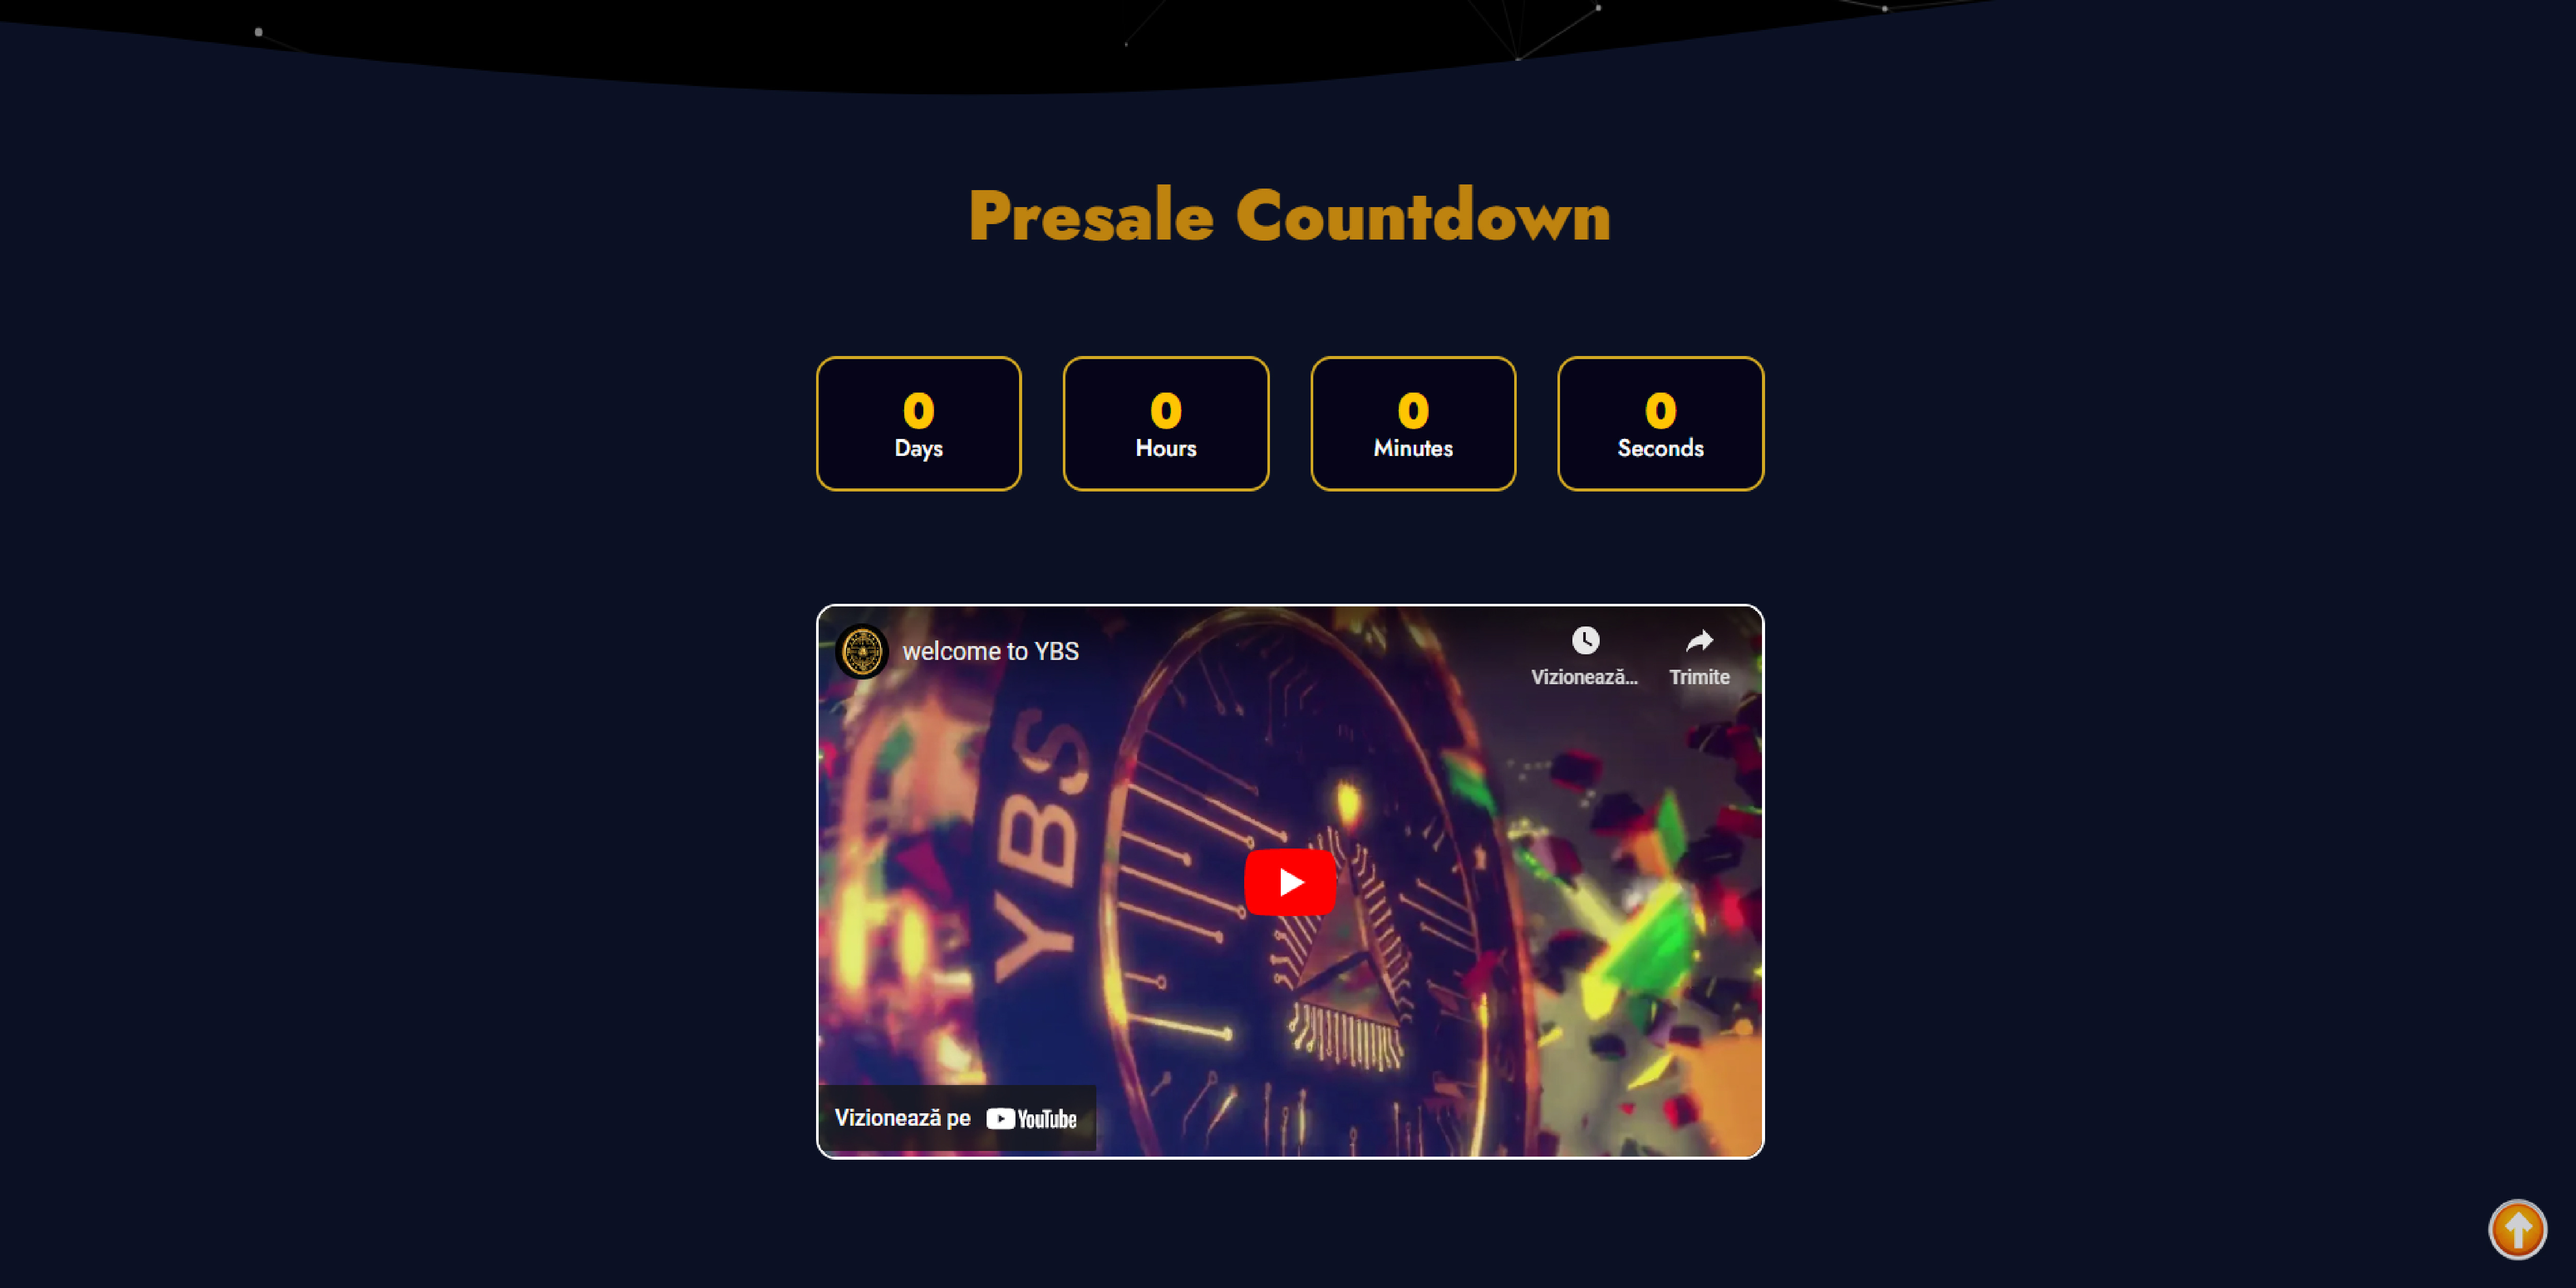 Presale Countdown
0
Days
0
Hours
0
Minutes
0
Seconds
welcome to YBS
Vizionează...
Trimite
YBS
Vizionează pe YouTube